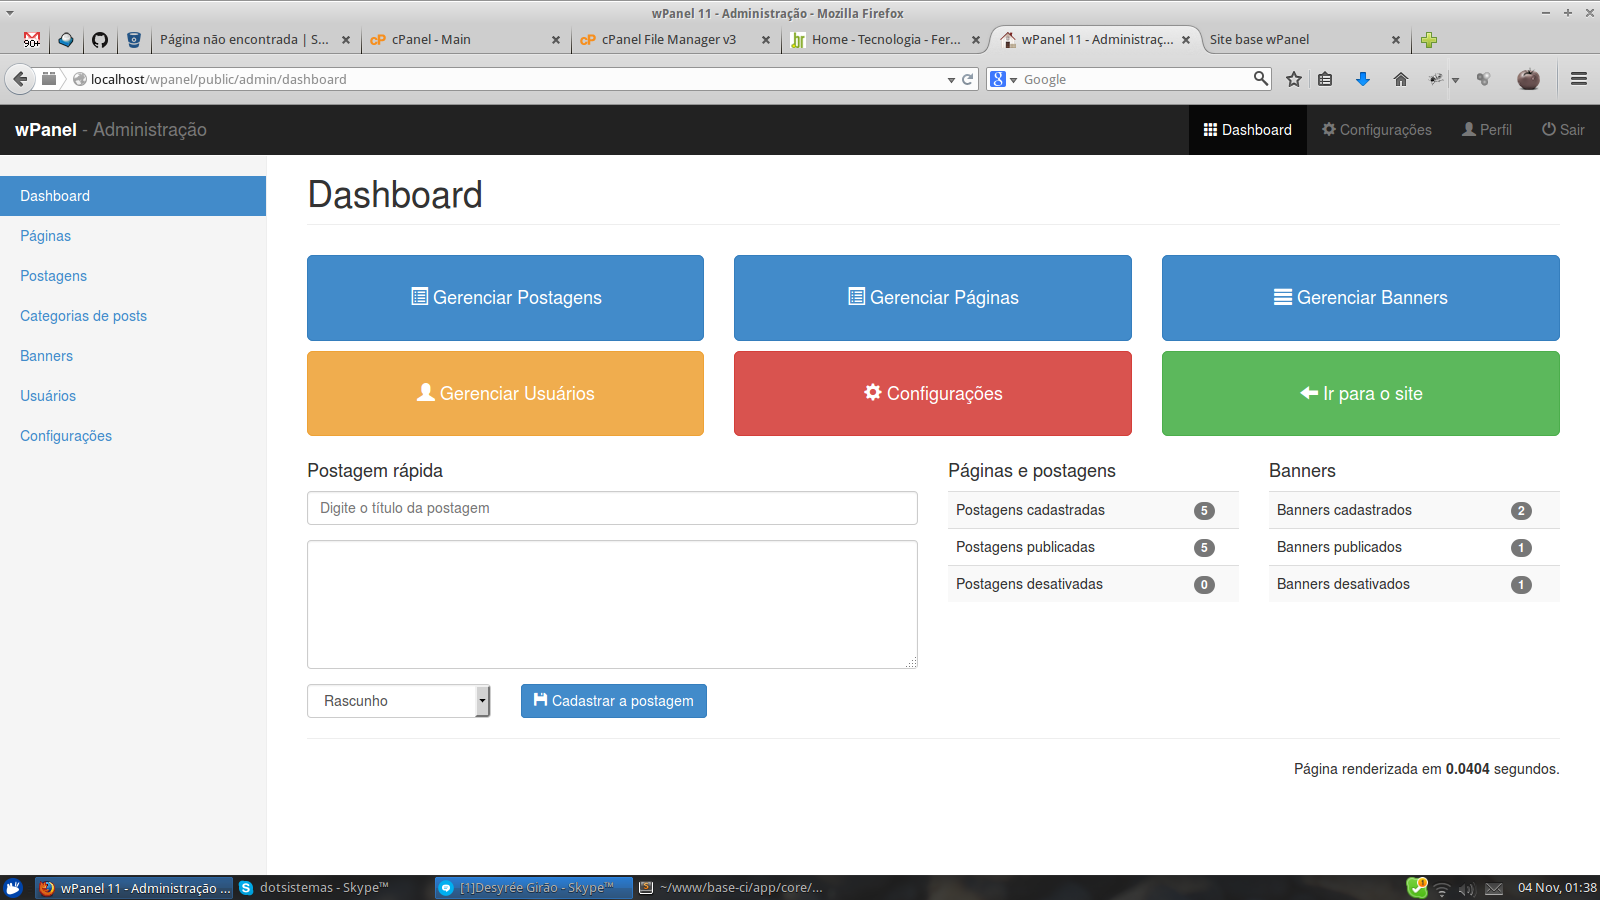 wPanel 11 - Administração - Mozilla Firefox
90+
Página não encontrada | S...
cP cPanel - Main
cP cPanel File Manager v3
Home - Tecnologia - Fer...
wPanel 11 - Administraç...
Site base wPanel
localhost/wpanel/public/admin/dashboard
Google
wPanel - Administração
Dashboard
Configurações
Perfil
Sair
Dashboard
Páginas
Postagens
Categorias de posts
Banners
Usuários
Configurações
Dashboard
Gerenciar Postagens
Gerenciar Páginas
Gerenciar Banners
Gerenciar Usuários
Configurações
Ir para o site
Postagem rápida
Digite o título da postagem
Rascunho
Cadastrar a postagem
Páginas e postagens
Postagens cadastradas 5
Postagens publicadas 5
Postagens desativadas 0
Banners
Banners cadastrados 2
Banners publicados 1
Banners desativados 1
Página renderizada em 0.0404 segundos.
wPanel 11 - Administração ...
dotsistemas - Skype™
[1]Desyrée Girão - Skype™
~/www/base-ci/app/core/...
04 Nov, 01:38